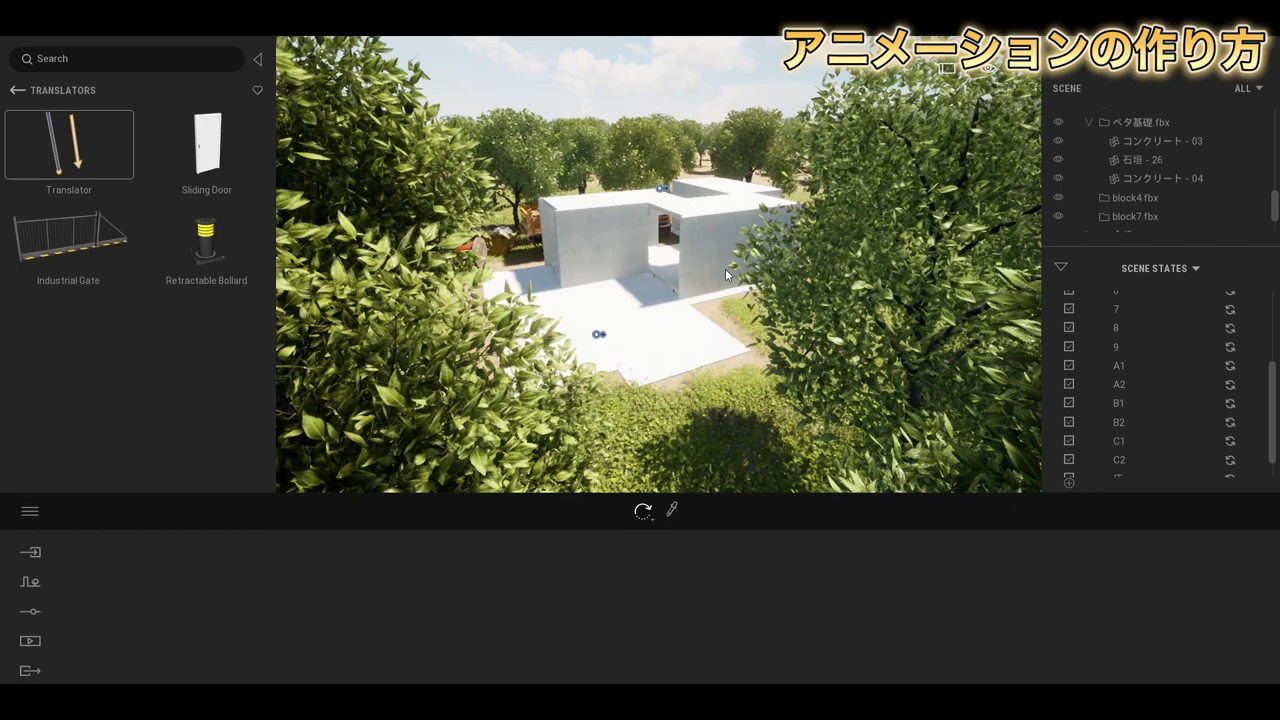 アニメーションの作り方
Search
TRANSLATORS
Translator
Sliding Door
Industrial Gate
Retractable Bollard
SCENE
ALL
ベタ基礎.fbx
コンクリート - 03
石垣 - 26
コンクリート - 04
block4.fbx
block7.fbx
SCENE STATES
7
8
9
A1
A2
B1
B2
C1
C2